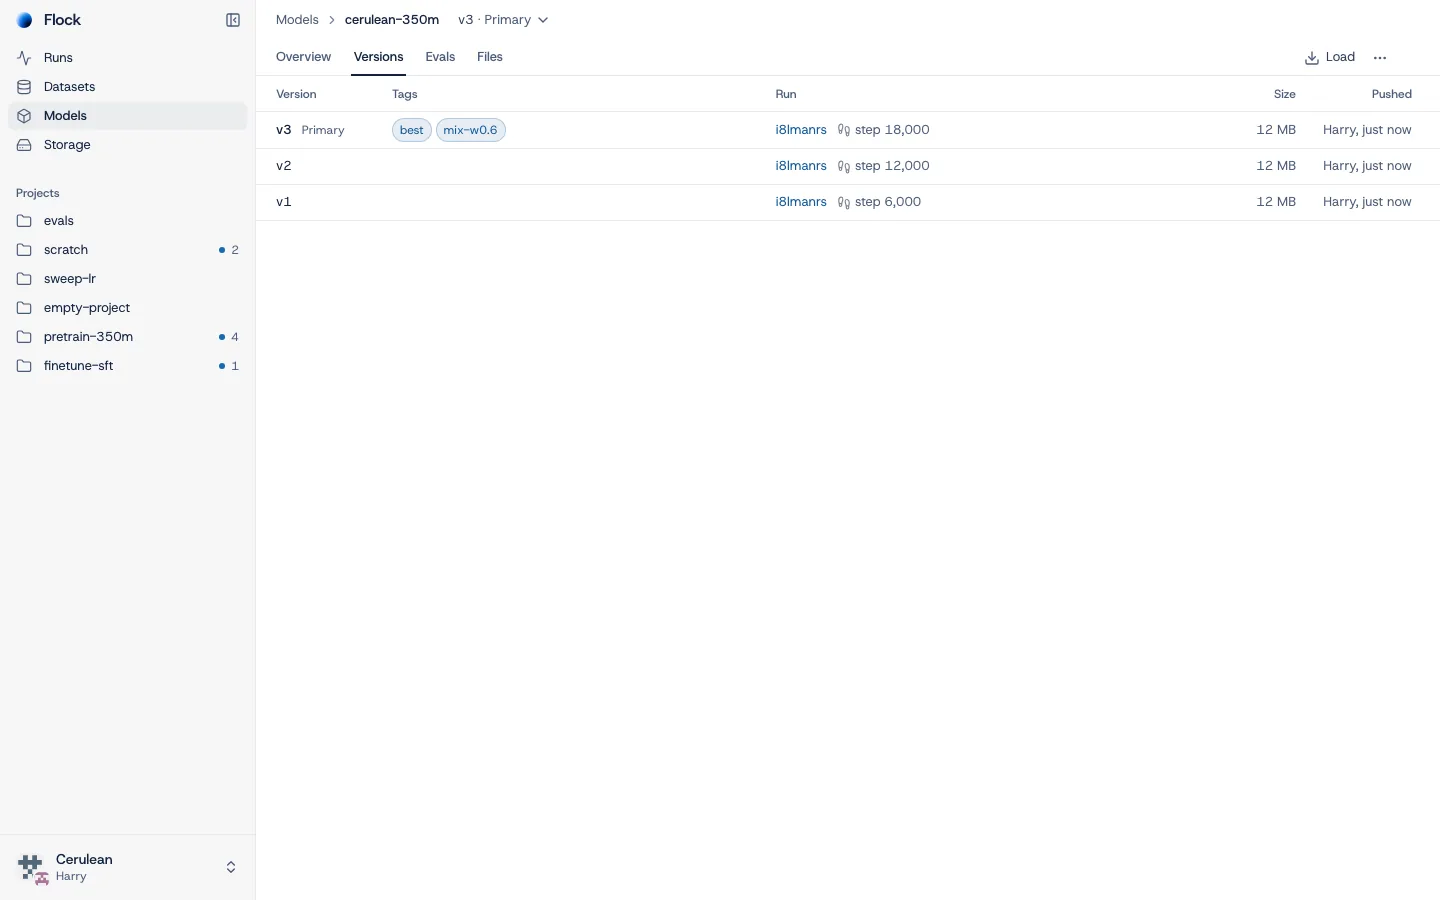 Flock
Runs
Datasets
Models
Storage
Projects
evals
scratch 2
sweep-lr
empty-project
pretrain-350m 4
finetune-sft 1
Cerulean
Harry
Models > cerulean-350m v3 · Primary
Overview Versions Evals Files Load ...
Version Tags Run Size Pushed
v3 Primary best mix-w0.6 i8lmanrs step 18,000 12 MB Harry, just now
v2 i8lmanrs step 12,000 12 MB Harry, just now
v1 i8lmanrs step 6,000 12 MB Harry, just now